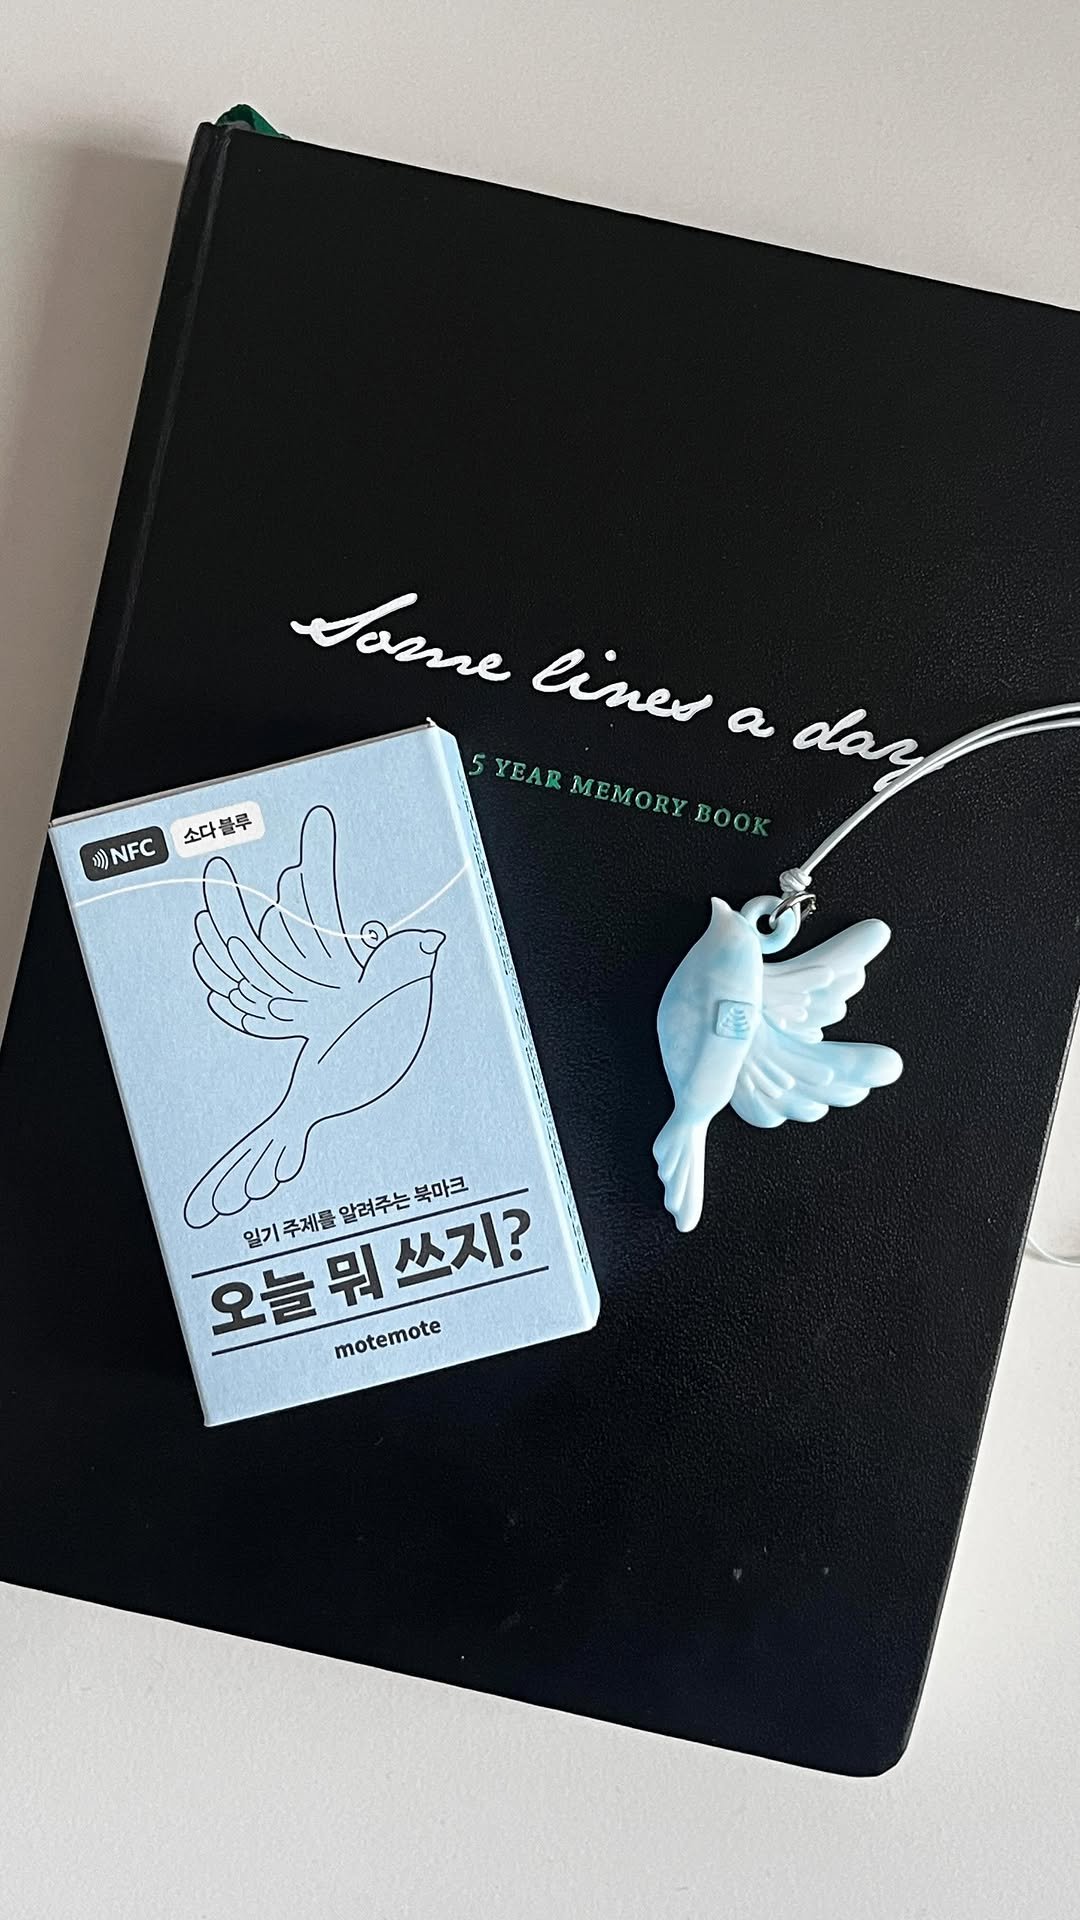 Some lines a day
5 YEAR MEMORY BOOK
NFC
소다 블루
일기 주제를 알려주는 북마크
오늘 뭐 쓰지?
motemote